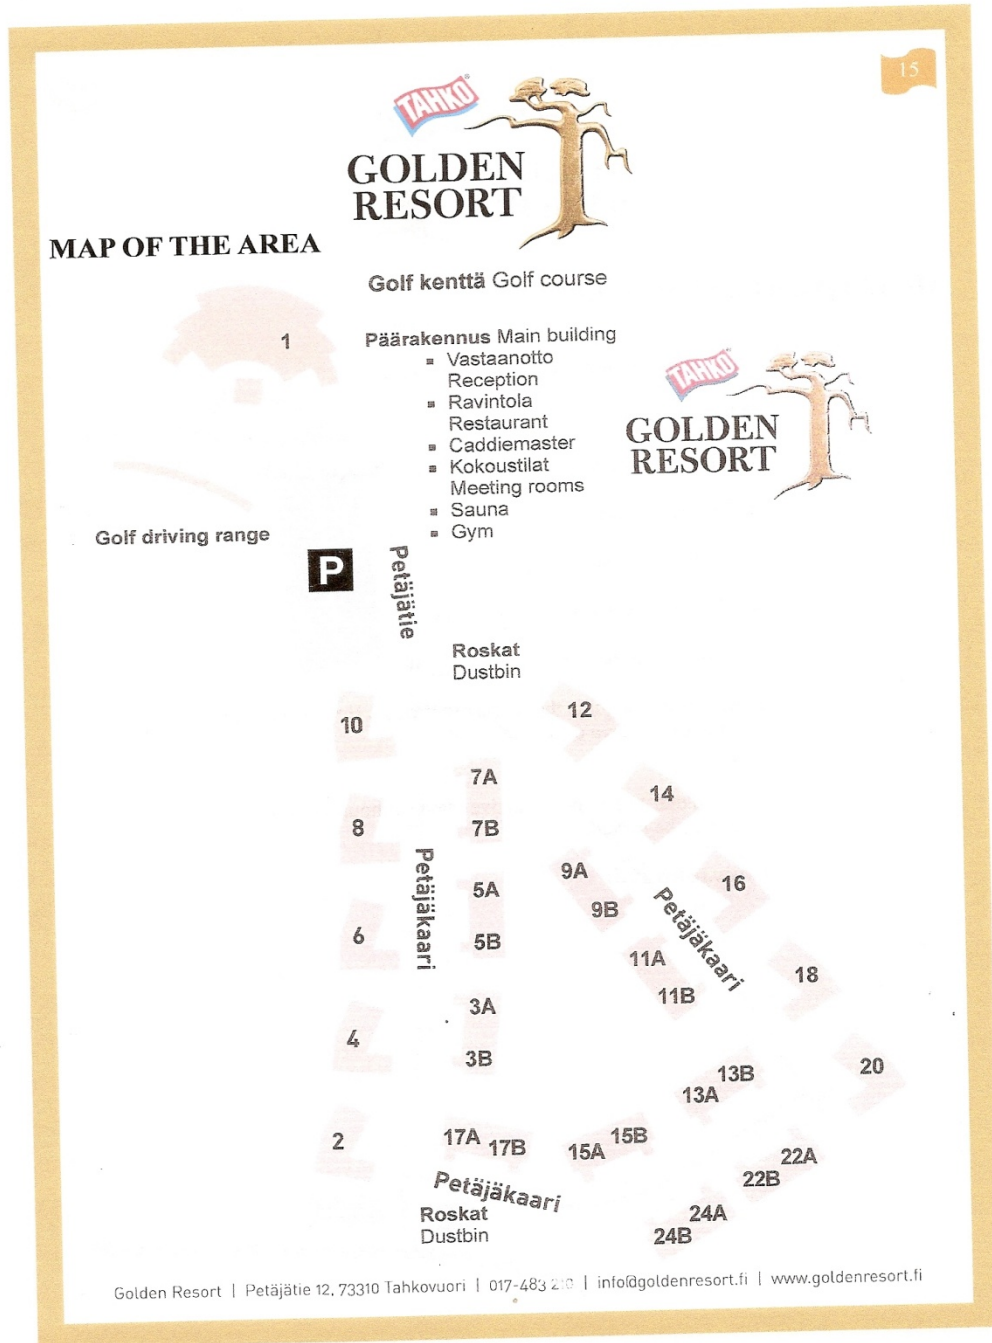 15
TAHKO
GOLDEN
RESORT
MAP OF THE AREA
Golf kenttä Golf course
1
Päärakennus Main building
▪ Vastaanotto
Reception
▪ Ravintola
Restaurant
▪ Caddiemaster
▪ Kokoustilat
Meeting rooms
▪ Sauna
▪ Gym
TAHKO
GOLDEN
RESORT
Golf driving range
P
Petäjätie
Roskat
Dustbin
10
12
7A
14
8
7B
9A
16
5A
9B
Petäjäkaari
Petäjäkaari
6
5B
11A
18
11B
3A
4
3B
20
13B
13A
2
17A
17B
15A
15B
22A
22B
Petäjäkaari
24A
24B
Roskat
Dustbin
Golden Resort | Petäjätie 12, 73310 Tahkovuori | 017-483 | info@goldenresort.fi | www.goldenresort.fi